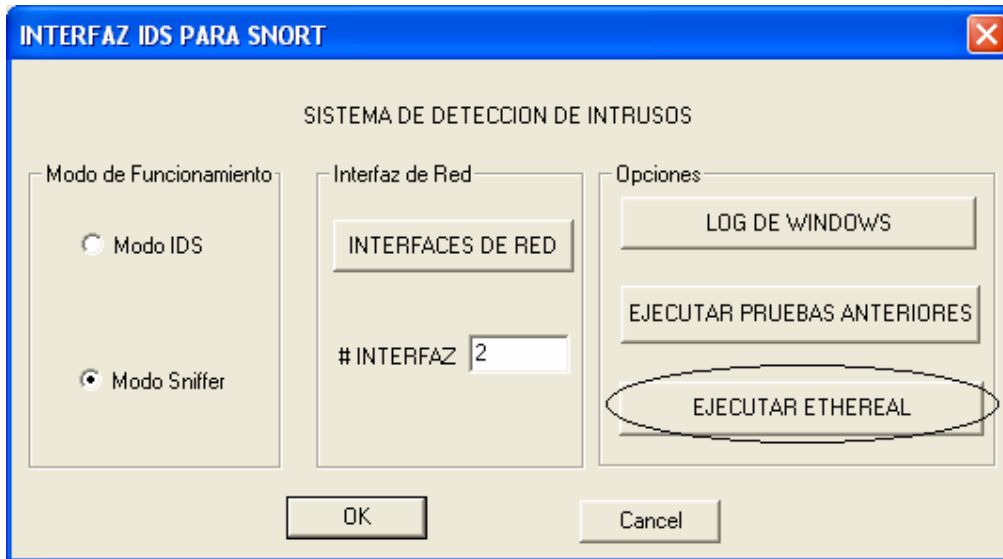 INTERFAZ IDS PARA SNORT
SISTEMA DE DETECCION DE INTRUSOS
Modo de Funcionamiento
Modo IDS
Modo Sniffer
Interfaz de Red
INTERFACES DE RED
# INTERFAZ 2
Opciones
LOG DE WINDOWS
EJECUTAR PRUEBAS ANTERIORES
EJECUTAR ETHEREAL
OK
Cancel